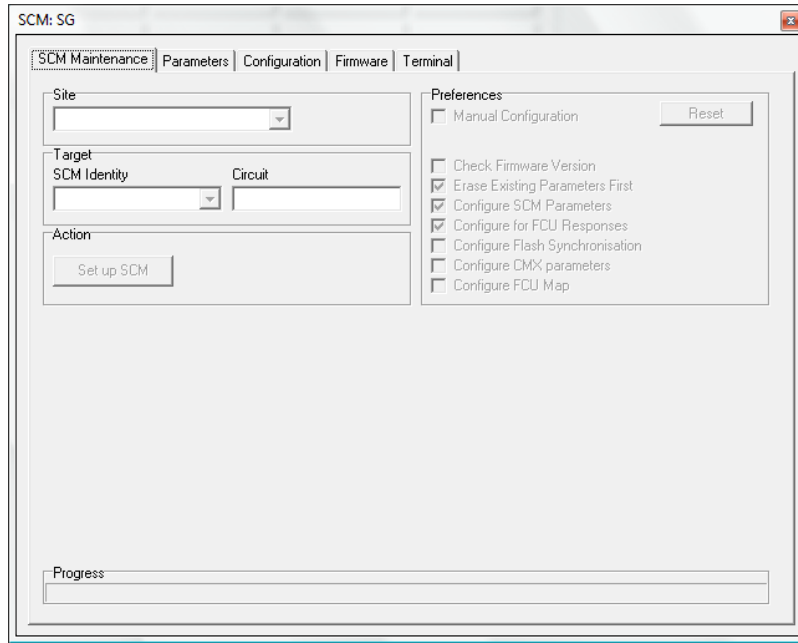 SCM: SG
SCM Maintenance Parameters Configuration Firmware Terminal
Site
Target
SCM Identity Circuit
Action
Set up SCM
Preferences
Manual Configuration Reset
Check Firmware Version
Erase Existing Parameters First
Configure SCM Parameters
Configure for FCU Responses
Configure Flash Synchronisation
Configure CMX parameters
Configure FCU Map
Progress